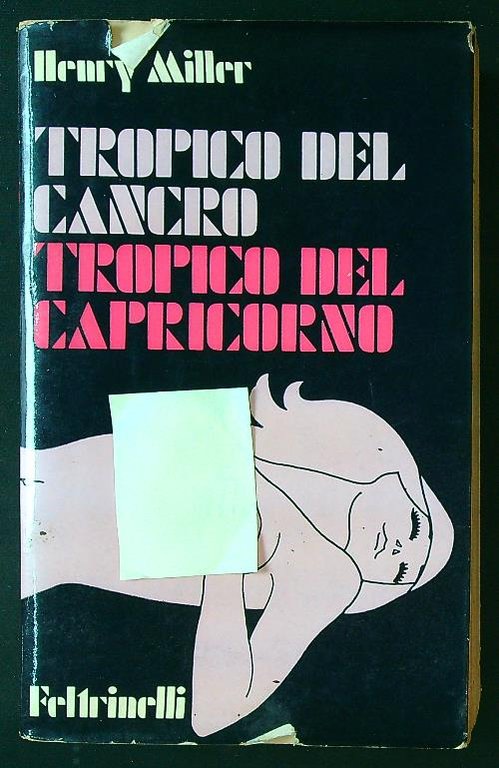 Henry Miller
TROPICO DEL
CANCRO
TROPICO DEL
CAPRICORNO
Feltrinelli